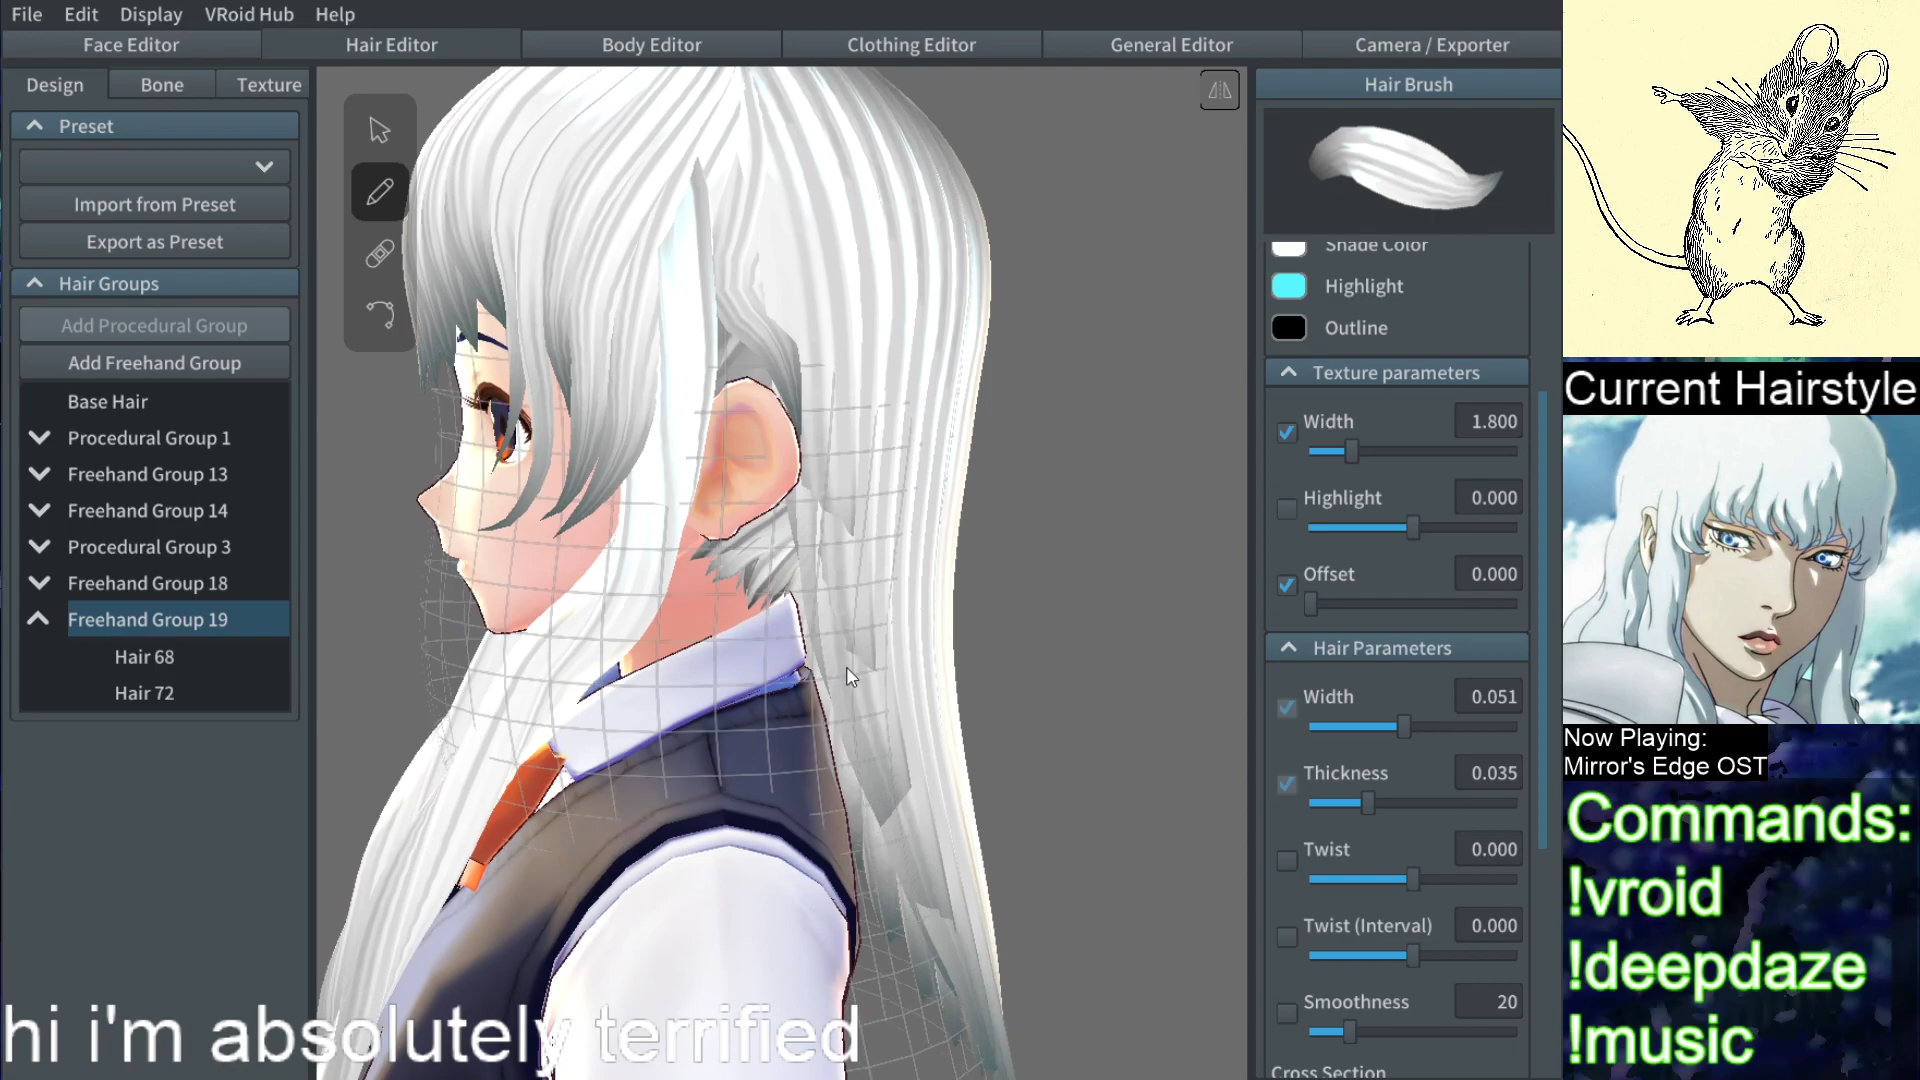 File Edit Display VRoid Hub Help
Face Editor Hair Editor Body Editor Clothing Editor General Editor Camera / Exporter
Design Bone Texture
Preset
Import from Preset
Export as Preset
Hair Groups
Add Procedural Group
Add Freehand Group
Base Hair
Procedural Group 1
Freehand Group 13
Freehand Group 14
Procedural Group 3
Freehand Group 18
Freehand Group 19
Hair 68
Hair 72
hi i'm absolutely terrified
Hair Brush
Shade Color
Highlight
Outline
Texture parameters
Width 1.800
Highlight 0.000
Offset 0.000
Hair Parameters
Width 0.051
Thickness 0.035
Twist 0.000
Twist (Interval) 0.000
Smoothness 20
Cross Section
Current Hairstyle
Now Playing:
Mirror's Edge OST
Commands:
!vroid
!deepdaze
!music